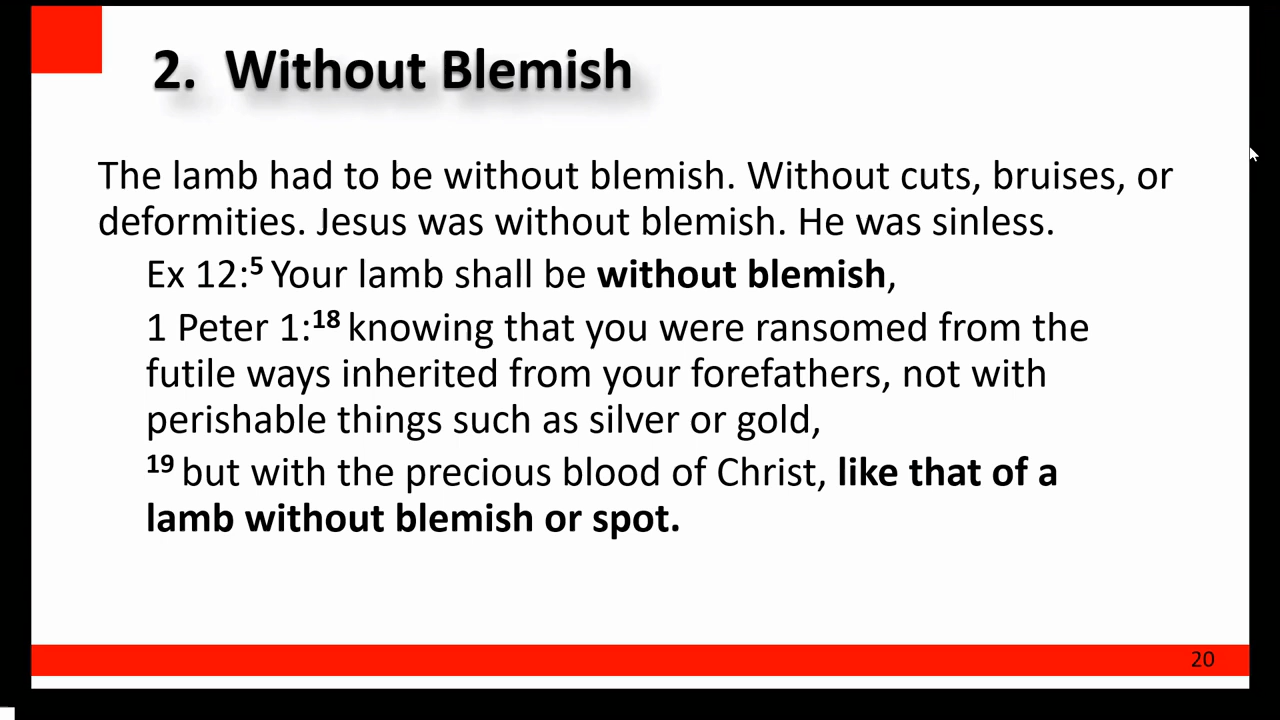 2. Without Blemish
The lamb had to be without blemish. Without cuts, bruises, or
deformities. Jesus was without blemish. He was sinless.
Ex 12:5 Your lamb shall be without blemish,
1 Peter 1:18 knowing that you were ransomed from the
futile ways inherited from your forefathers, not with
perishable things such as silver or gold,
19 but with the precious blood of Christ, like that of a
lamb without blemish or spot.
20